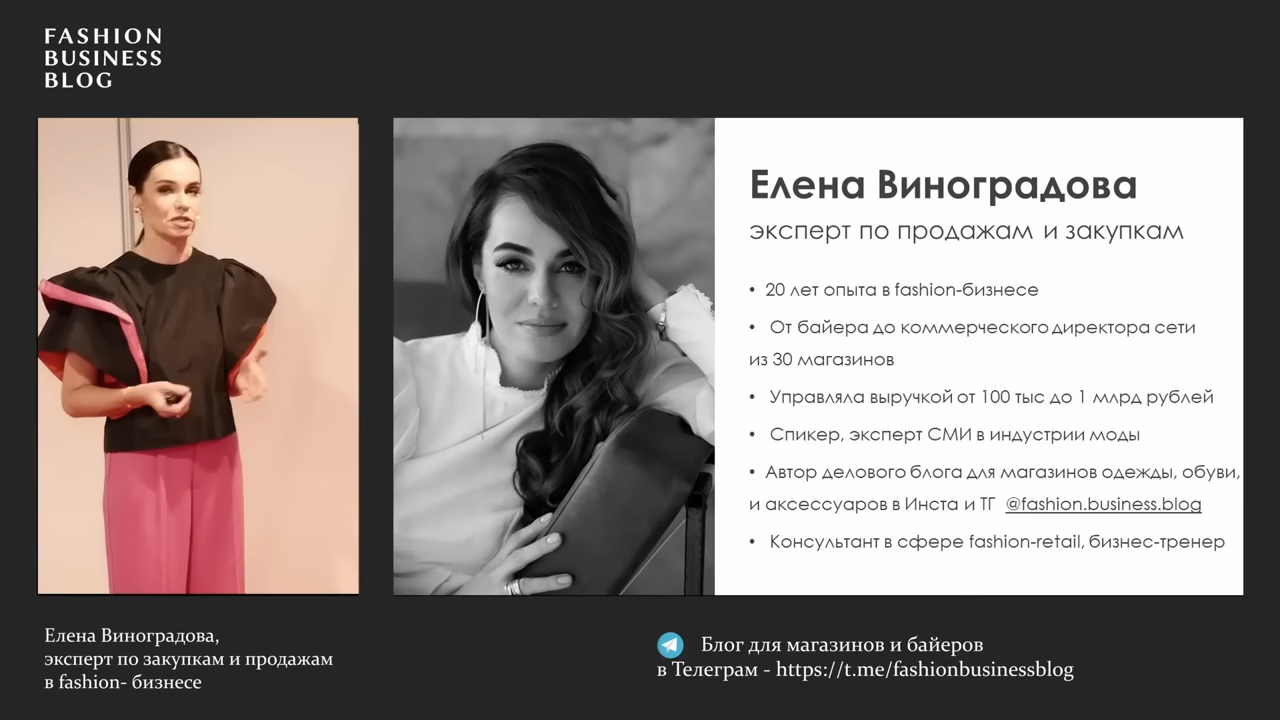 FASHION
BUSINESS
BLOG
Елена Виноградова
эксперт по продажам и закупкам
• 20 лет опыта в fashion-бизнесе
• От байера до коммерческого директора сети
из 30 магазинов
• Управляла выручкой от 100 тыс до 1 млрд рублей
• Спикер, эксперт СМИ в индустрии моды
• Автор делового блога для магазинов одежды, обуви,
и аксессуаров в Инста и ТГ @fashion.business.blog
• Консультант в сфере fashion-retail, бизнес-тренер
Елена Виноградова,
эксперт по закупкам и продажам
в fashion- бизнесе
Блог для магазинов и байеров
в Телеграм - https://t.me/fashionbusinessblog